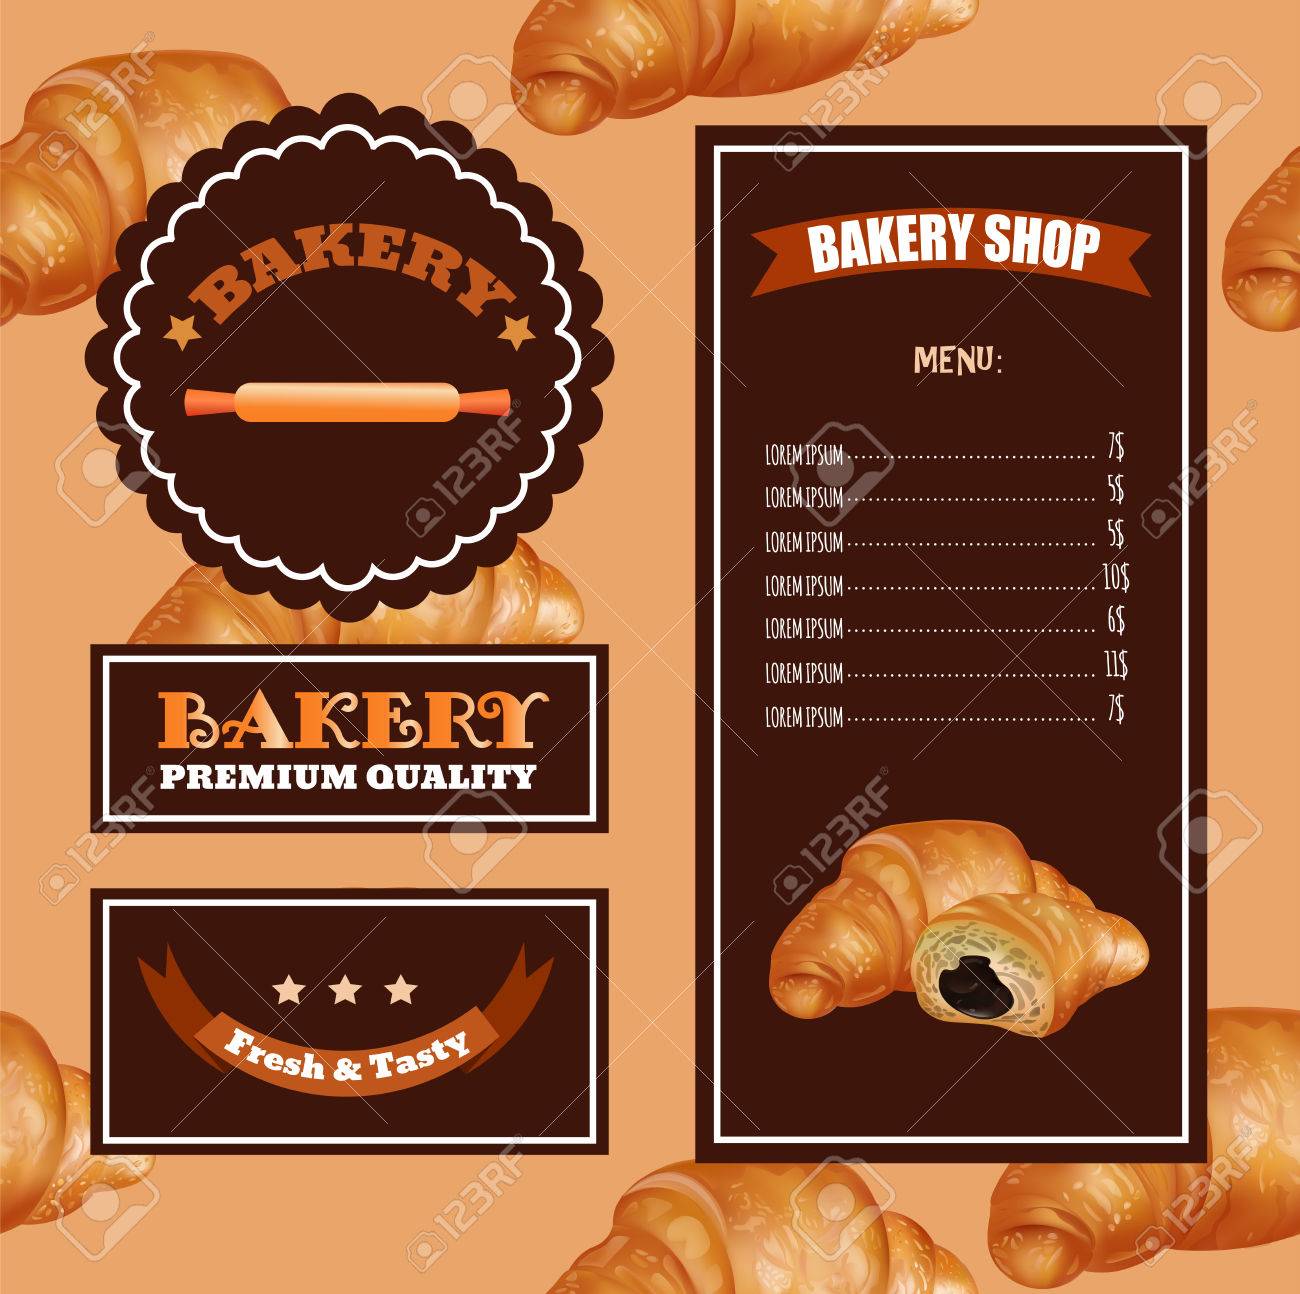 BAKERY
BAKERY
PREMIUM QUALITY
Fresh & Tasty
BAKERY SHOP
MENU:
LOREM IPSUM .................................. 7$
LOREM IPSUM .................................. 5$
LOREM IPSUM .................................. 5$
LOREM IPSUM .................................. 10$
LOREM IPSUM .................................. 6$
LOREM IPSUM .................................. 11$
LOREM IPSUM .................................. 7$
123RF